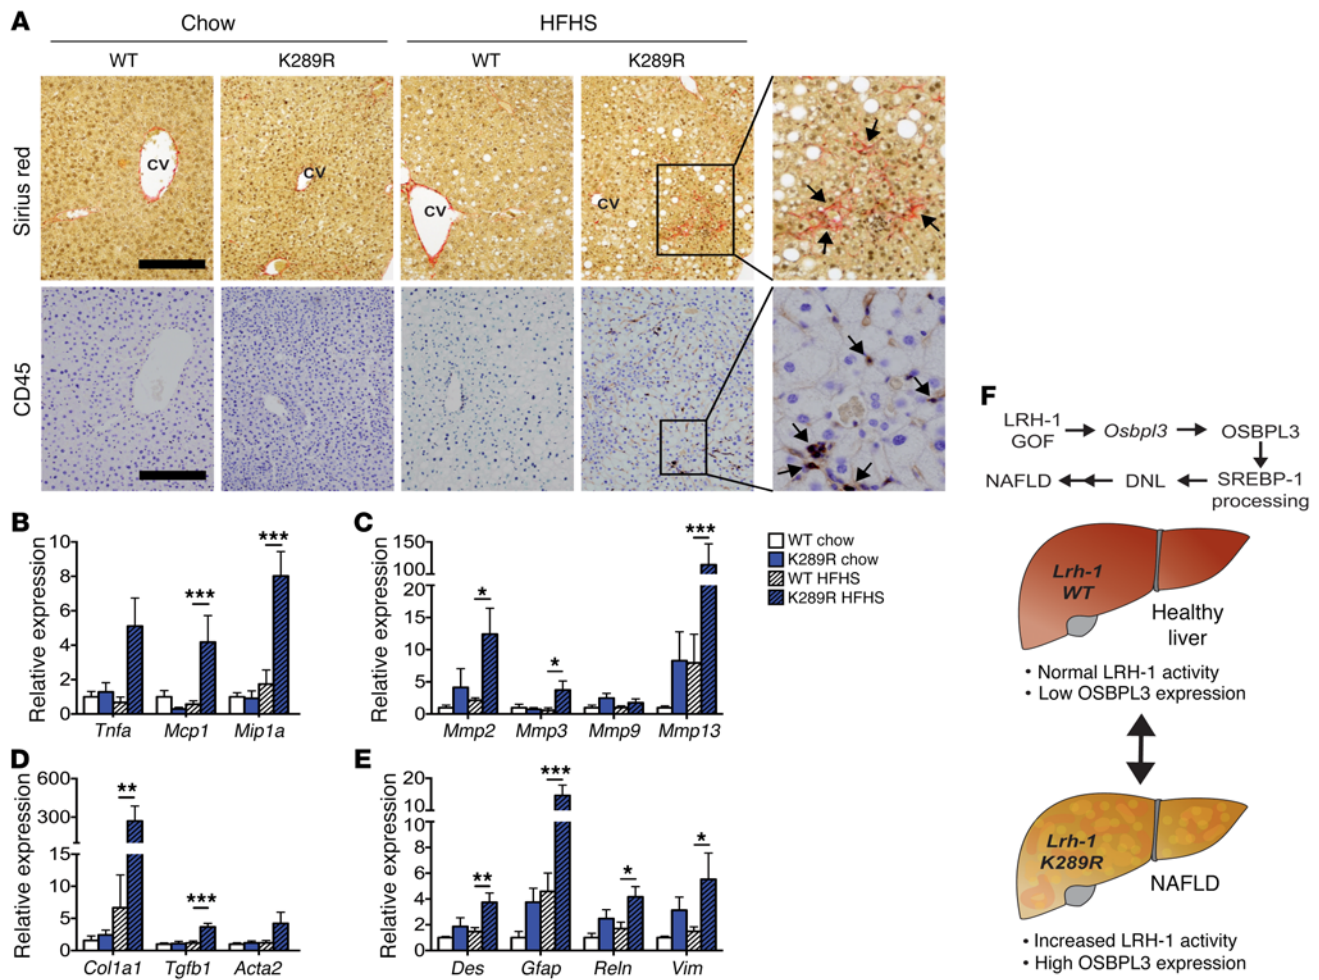 A
Chow
HFHS
WT
K289R
WT
K289R
Sirius red
CV
CV
CV
CV
CD45
B
Relative expression
10
8
6
4
2
0
***
***
Tnfa
Mcp1
Mip1a
C
Relative expression
150
100
20
15
10
5
0
*
*
***
Mmp2
Mmp3
Mmp9
Mmp13
WT chow
K289R chow
WT HFHS
K289R HFHS
D
Relative expression
600
300
15
10
5
0
**
***
Col1a1
Tgfb1
Acta2
E
Relative expression
20
10
10
8
6
4
2
0
**
***
*
*
Des
Gfap
Reln
Vim
F
LRH-1
GOF
Osbpl3
OSBPL3
NAFLD
DNL
SREBP-1
processing
Lrh-1
WT
Healthy
liver
• Normal LRH-1 activity
• Low OSBPL3 expression
Lrh-1
K289R
NAFLD
• Increased LRH-1 activity
• High OSBPL3 expression